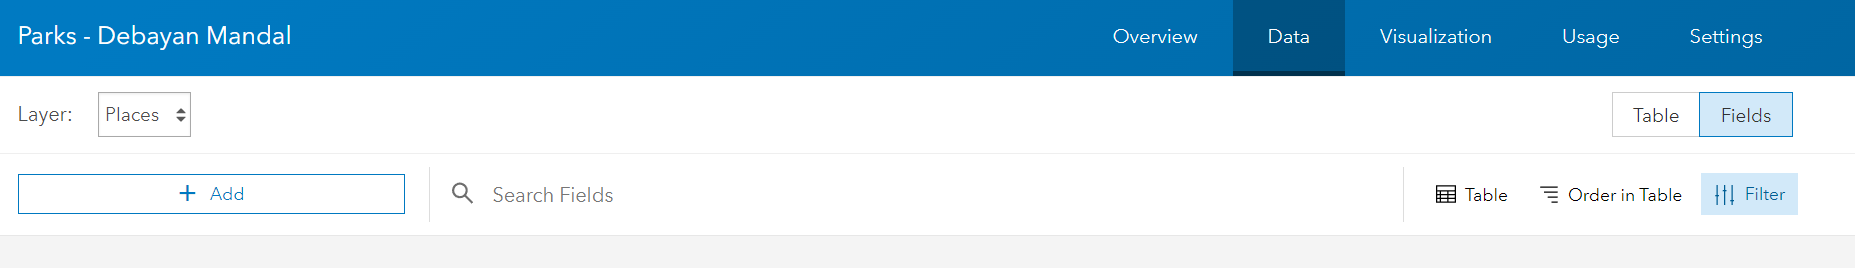 Parks - Debayan Mandal Overview Data Visualization Usage Settings
Layer: Places Table Fields
+ Add Search Fields Table Order in Table Filter